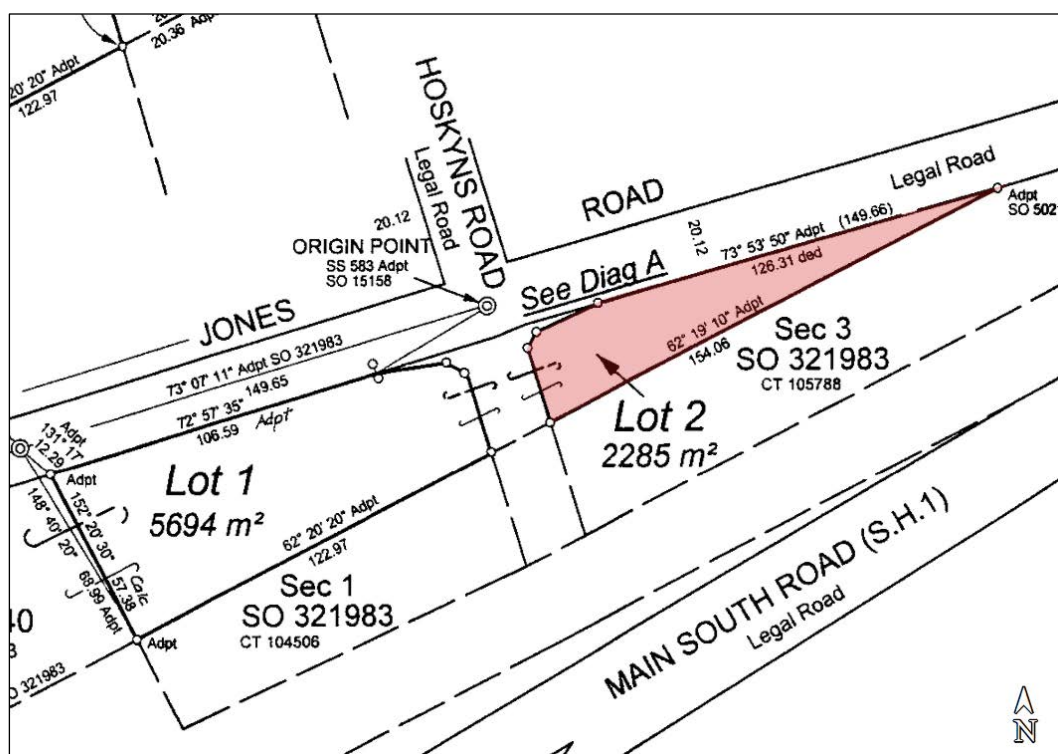 20.36 Adpt
20' 20" Adpt
122.97
HOSKYNS ROAD
Legal Road
20.12
ORIGIN POINT
SS 583 Adpt
SO 15158
ROAD
Legal Road
Adpt
SO 502
20.12
73° 53' 50" Adpt (149.66)
126.31 ded
See Diag A
JONES
73° 07' 11" Adpt SO 321983
149.65
72° 57' 35"
106.59 Adpt
62° 19' 10" Adpt
154.06
Sec 3
SO 321983
CT 105788
Lot 2
2285 m²
Adpt
131° 17'
12.29
Adpt
Lot 1
5694 m²
148° 40' 20"
68.99 Adpt
152° 20' 30"
57.38
Calc
62° 20' 20" Adpt
122.97
Sec 1
SO 321983
CT 104506
Adpt
40
3
O 321983
MAIN SOUTH ROAD (S.H.1)
Legal Road
N